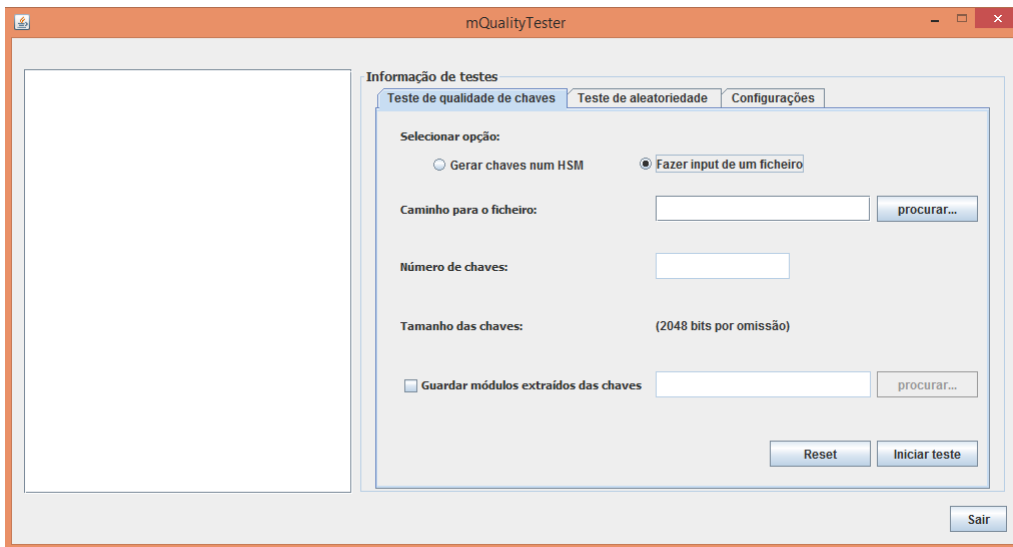 mQualityTester
Informação de testes
Teste de qualidade de chaves Teste de aleatoriedade Configurações
Selecionar opção:
Gerar chaves num HSM Fazer input de um ficheiro
Caminho para o ficheiro: procurar...
Número de chaves:
Tamanho das chaves: (2048 bits por omissão)
Guardar módulos extraídos das chaves procurar...
Reset Iniciar teste
Sair